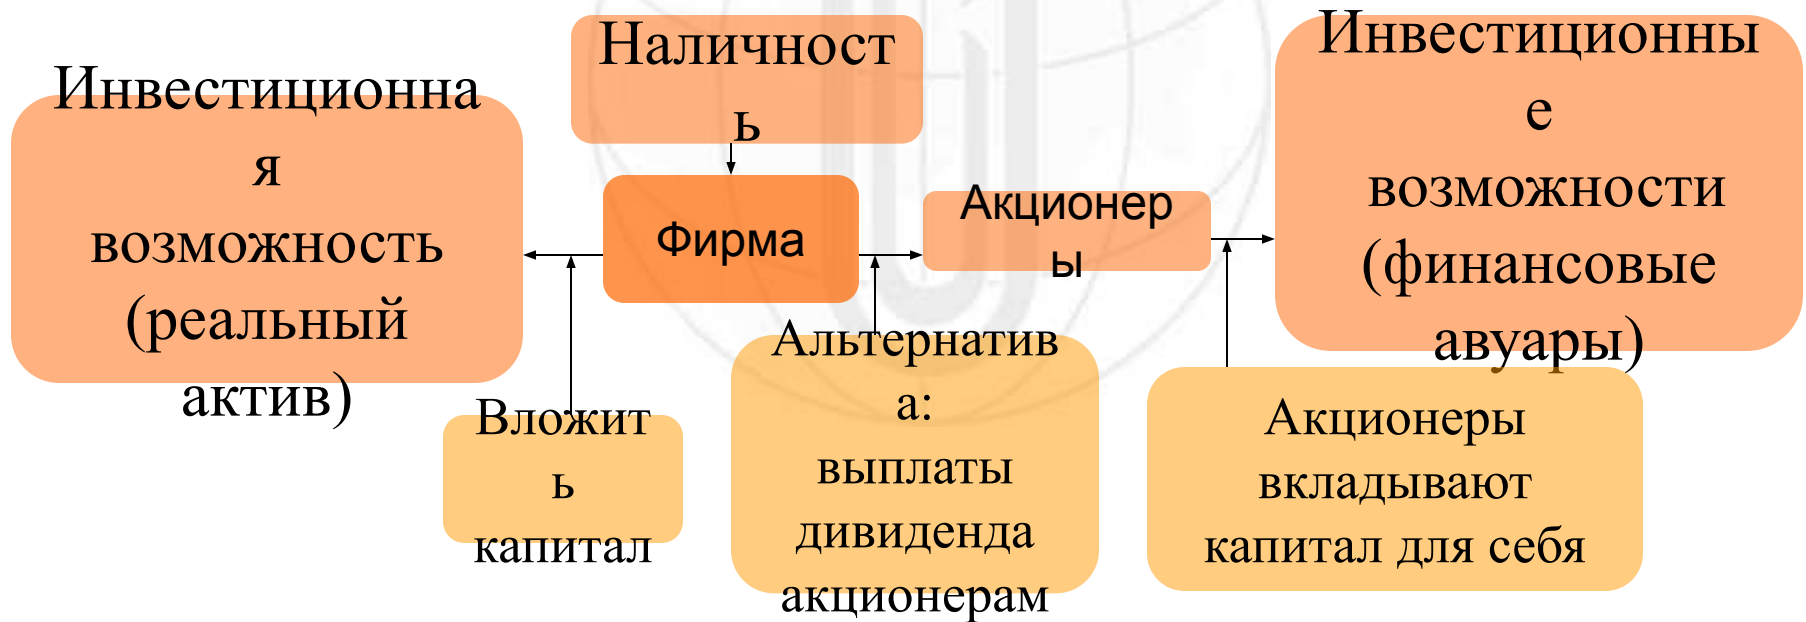 Инвестиционна
я
возможность
(реальный
актив)
Наличност
ь
Фирма
Акционер
ы
Инвестиционны
е
возможности
(финансовые
авуары)
Вложит
ь
капитал
Альтернатив
а:
выплаты
дивиденда
акционерам
Акционеры
вкладывают
капитал для себя